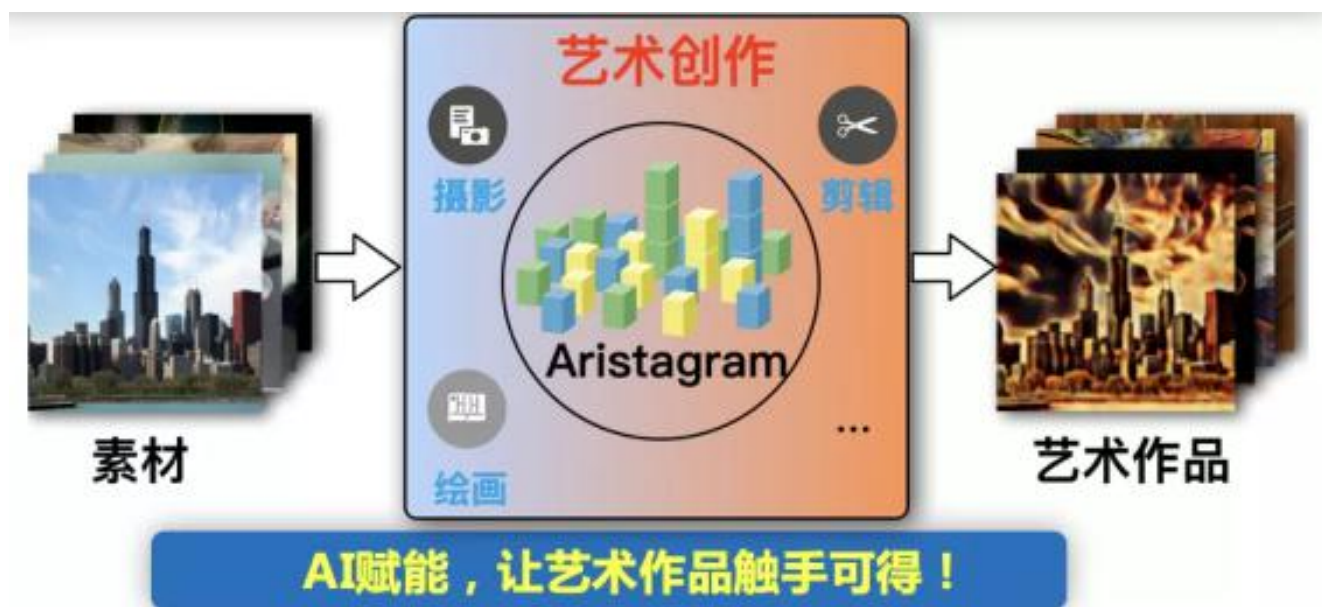 艺术创作
摄影
剪辑
Aristagram
绘画
...
素材
艺术作品
AI赋能，让艺术作品触手可得！